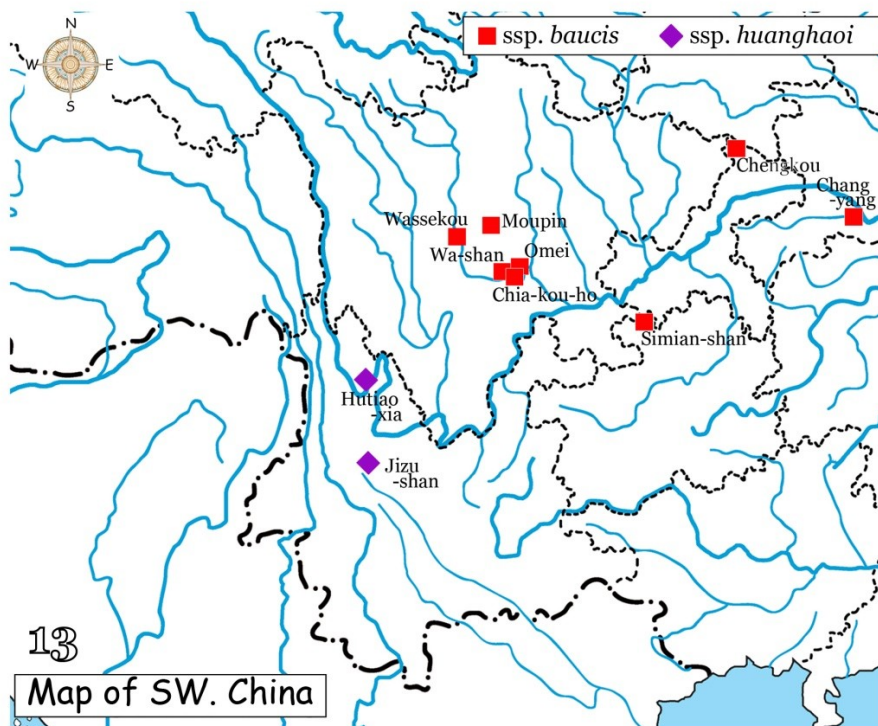 N
W
E
S
ssp. baucis
ssp. huanghaoi
Chengkou
Chang
-yang
Wassekou
Moupin
Wa-shan
Omei
Chia-kou-ho
Simian-shan
Hutiao
-xia
Jizu
-shan
13
Map of SW. China